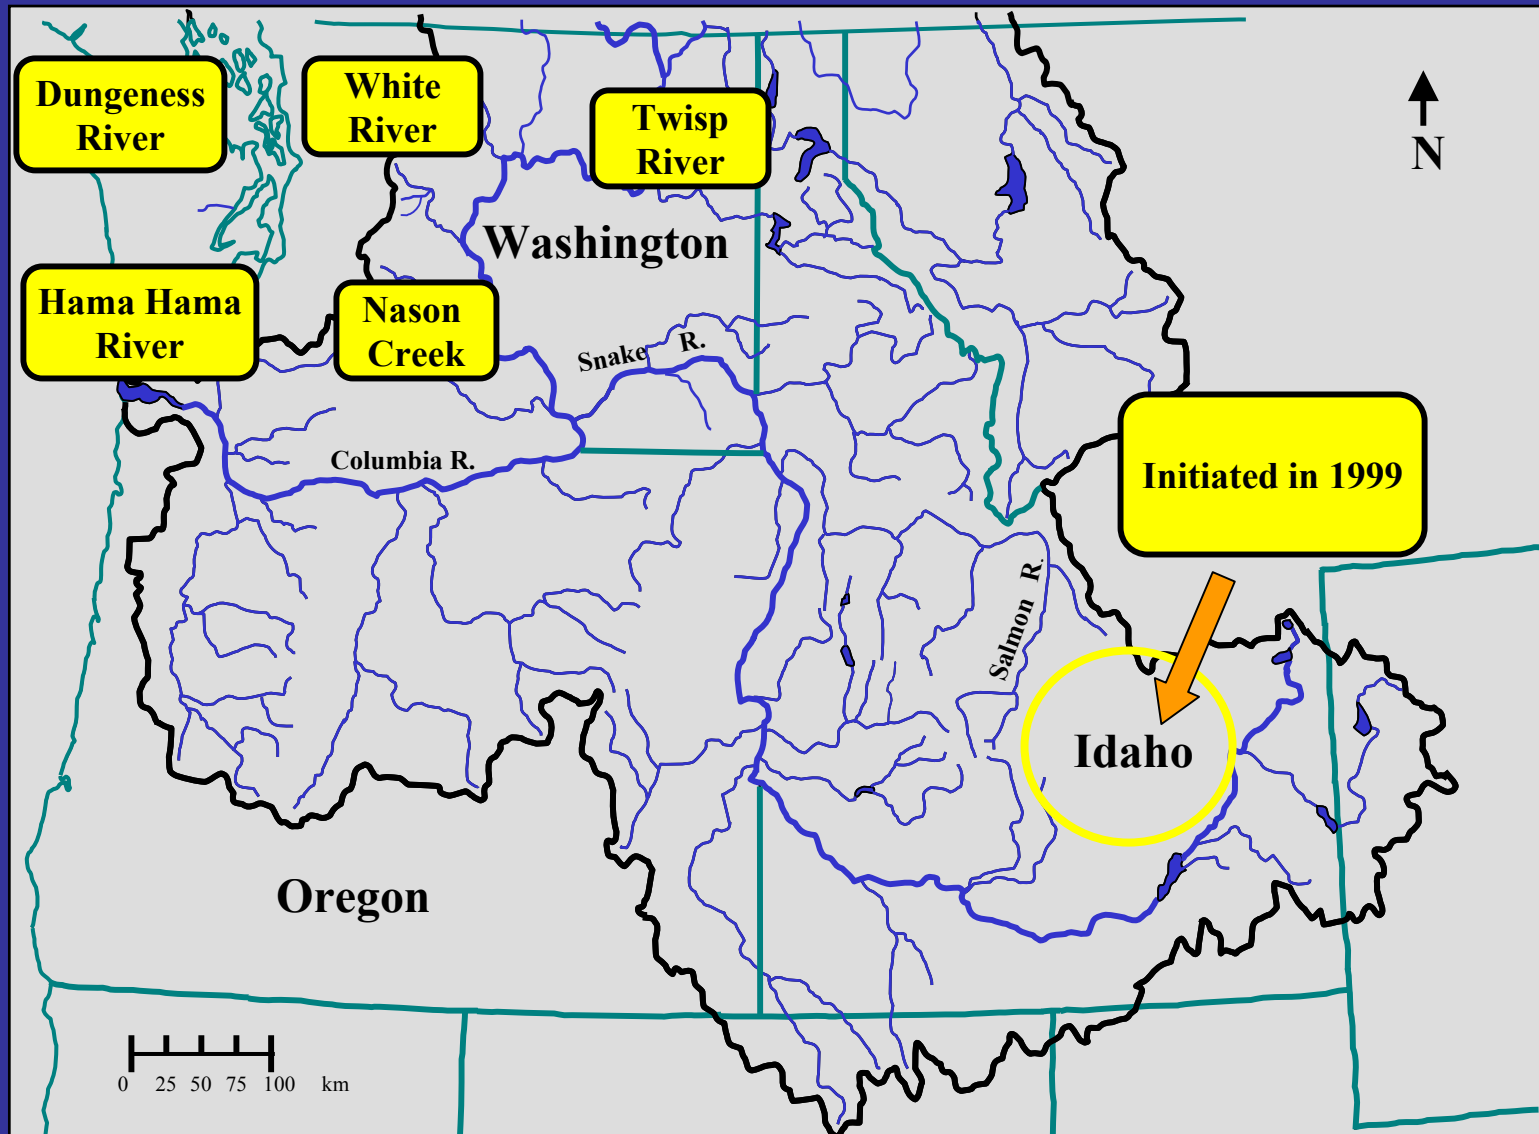 Dungeness
River
White
River
Twisp
River
N
Washington
Hama Hama
River
Nason
Creek
Snake R.
Columbia R.
Initiated in 1999
Salmon R.
Idaho
Oregon
0 25 50 75 100 km